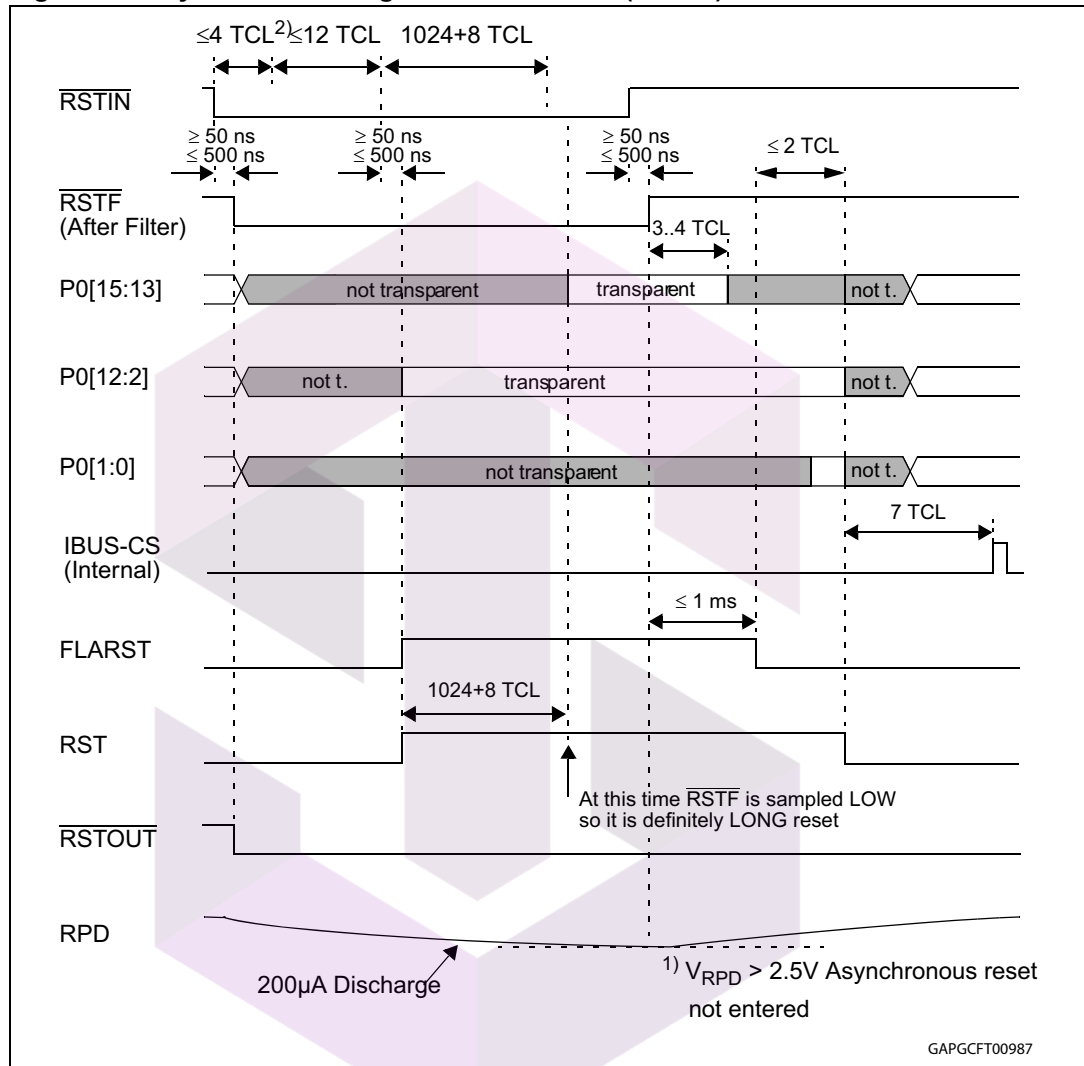 ≤4 TCL2) ≤12 TCL 1024+8 TCL
RSTIN
≥ 50 ns ≥ 50 ns ≥ 50 ns
≤ 500 ns ≤ 500 ns ≤ 500 ns
≤ 2 TCL
RSTF
(After Filter)
3..4 TCL
P0[15:13] not transparent transparent not t.
P0[12:2] not t. transparent not t.
P0[1:0] not transparent not t.
7 TCL
IBUS-CS
(Internal)
≤ 1 ms
FLARST
1024+8 TCL
RST
At this time RSTF is sampled LOW
so it is definitely LONG reset
RSTOUT
RPD
200µA Discharge
1) VRPD > 2.5V Asynchronous reset
not entered
GAPGCFT00987